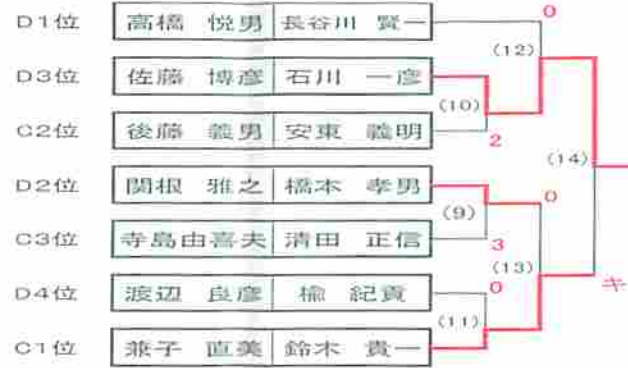 D1位 高橋 悦男 長谷川 賢一 0
(12)
D3位 佐藤 博彦 石川 一彦
(10)
C2位 後藤 義男 安東 義明 2
(14)
D2位 関根 雅之 橋本 孝男 0
(9)
C3位 寺島由喜夫 清田 正信 3
(13)
D4位 渡辺 良彦 楡 紀貢 0
キ
(11)
C1位 兼子 直美 鈴木 貴一